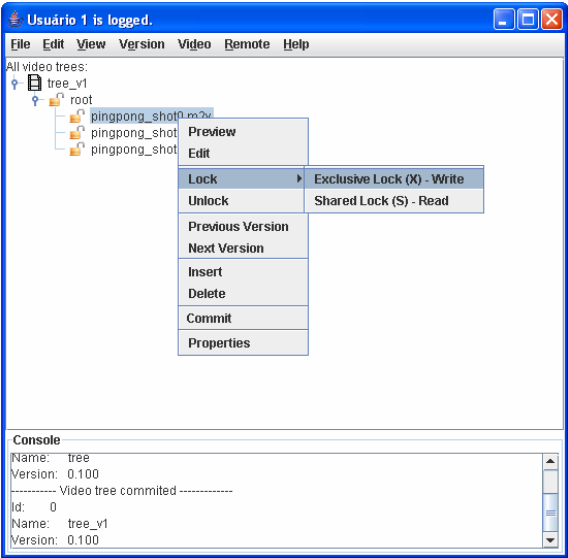 Usuário 1 is logged.
File Edit View Version Video Remote Help
All video trees:
tree_v1
root
pingpong_shot0.m2v
pingpong_shot
pingpong_shot
Preview
Edit
Lock
Exclusive Lock (X) - Write
Unlock
Shared Lock (S) - Read
Previous Version
Next Version
Insert
Delete
Commit
Properties
Console
Name: tree
Version: 0.100
----------- Video tree commited -------------
Id: 0
Name: tree_v1
Version: 0.100